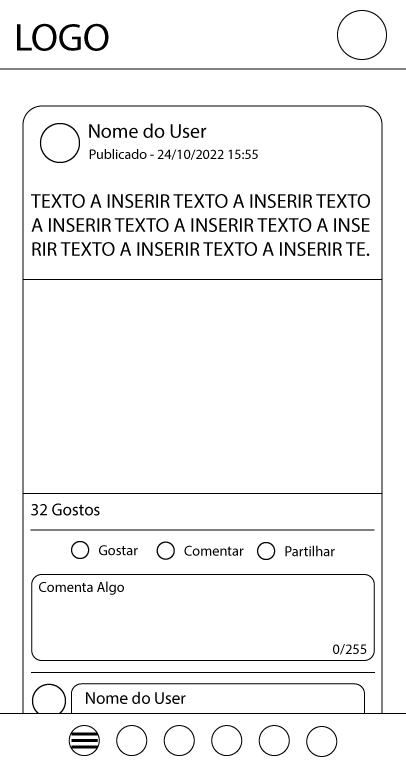 LOGO
Nome do User
Publicado - 24/10/2022 15:55
TEXTO A INSERIR TEXTO A INSERIR TEXTO
A INSERIR TEXTO A INSERIR TEXTO A INSE
RIR TEXTO A INSERIR TEXTO A INSERIR TE.
32 Gostos
Gostar Comentar Partilhar
Comenta Algo
0/255
Nome do User